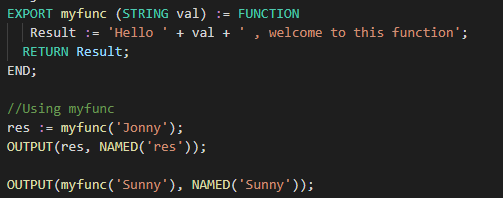 EXPORT myfunc (STRING val) := FUNCTION
Result := 'Hello ' + val + ' , welcome to this function';
RETURN Result;
END;
//Using myfunc
res := myfunc('Jonny');
OUTPUT(res, NAMED('res'));
OUTPUT(myfunc('Sunny'), NAMED('Sunny'));